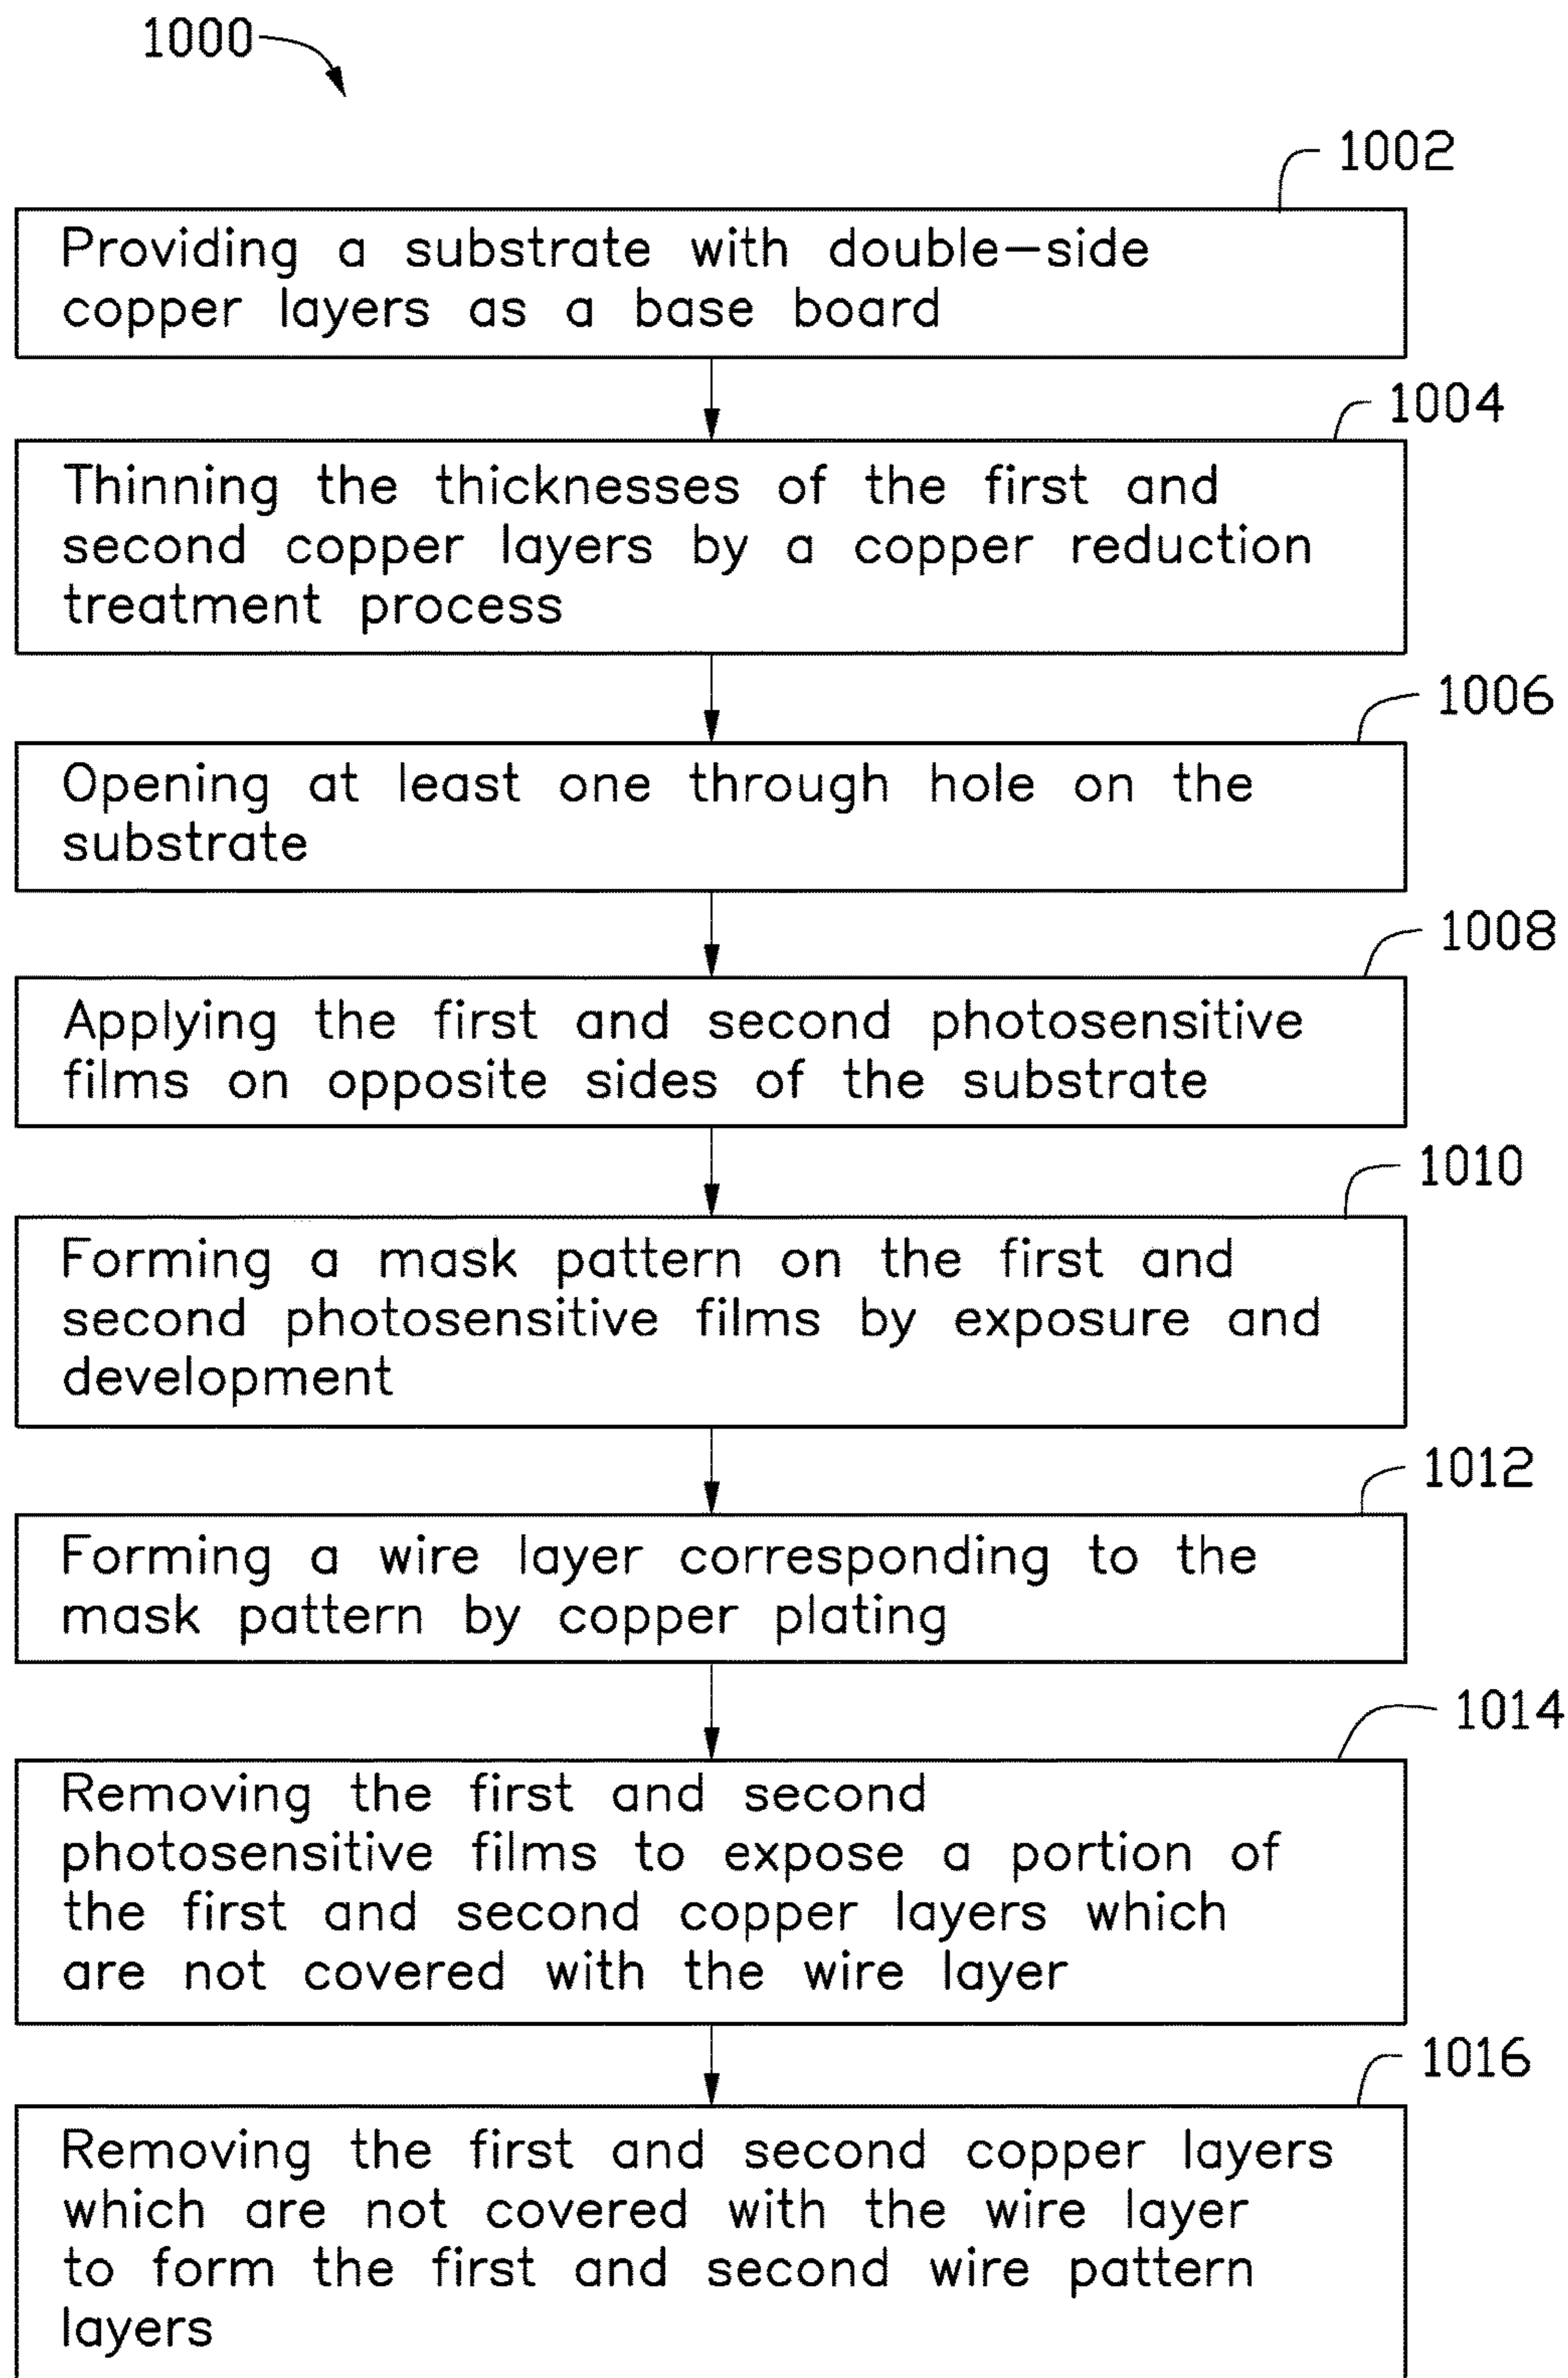 1000
1002
Providing a substrate with double-side
copper layers as a base board
1004
Thinning the thicknesses of the first and
second copper layers by a copper reduction
treatment process
1006
Opening at least one through hole on the
substrate
1008
Applying the first and second photosensitive
films on opposite sides of the substrate
1010
Forming a mask pattern on the first and
second photosensitive films by exposure and
development
1012
Forming a wire layer corresponding to the
mask pattern by copper plating
1014
Removing the first and second
photosensitive films to expose a portion of
the first and second copper layers which
are not covered with the wire layer
1016
Removing the first and second copper layers
which are not covered with the wire layer
to form the first and second wire pattern
layers